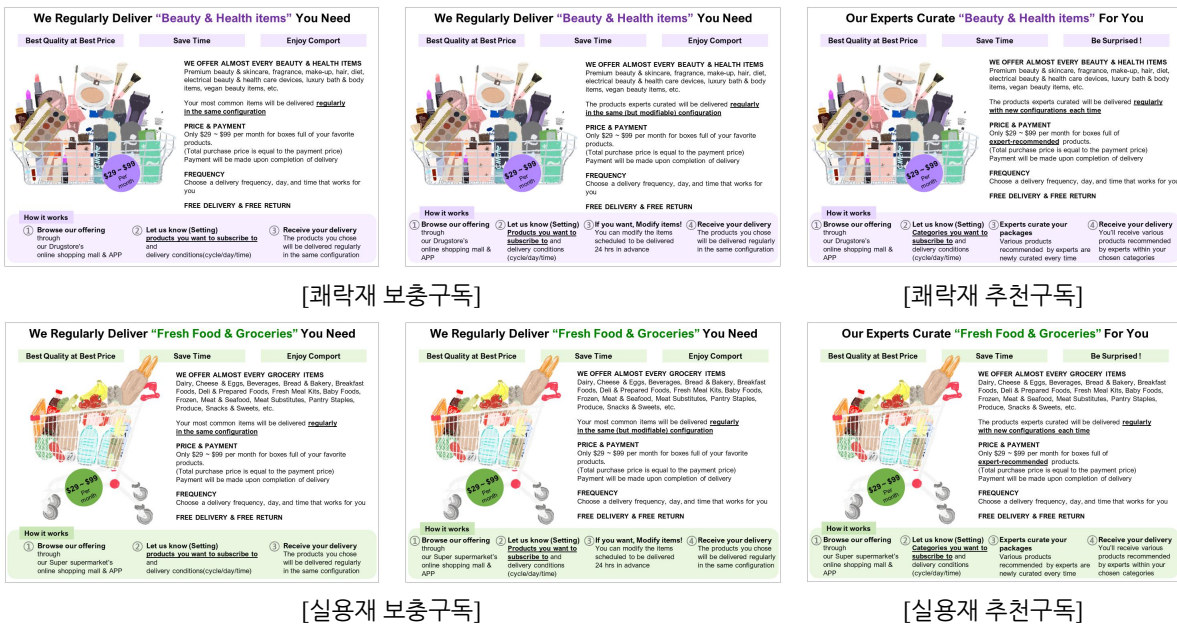 We Regularly Deliver “Beauty & Health items” You Need
Best Quality at Best Price
Save Time
Enjoy Comport
WE OFFER ALMOST EVERY BEAUTY & HEALTH ITEMS
Premium beauty & skincare, fragrance, make-up, hair, diet,
electrical beauty & health care devices, luxury bath & body
items, vegan beauty items, etc.
Your most common items will be delivered regularly
in the same configuration
PRICE & PAYMENT
Only $29 ~ $99 per month for boxes full of your favorite
products.
(Total purchase price is equal to the payment price)
Payment will be made upon completion of delivery
FREQUENCY
Choose a delivery frequency, day, and time that works for
you
FREE DELIVERY & FREE RETURN
$29 ~ $99
Per
month
How it works
① Browse our offering
through
our Drugstore's
online shopping mall & APP
② Let us know (Setting)
products you want to subscribe to
and
delivery conditions(cycle/day/time)
③ Receive your delivery
The products you chose
will be delivered regularly
in the same configuration
We Regularly Deliver “Beauty & Health items” You Need
Best Quality at Best Price
Save Time
Enjoy Comport
WE OFFER ALMOST EVERY BEAUTY & HEALTH ITEMS
Premium beauty & skincare, fragrance, make-up, hair, diet,
electrical beauty & health care devices, luxury bath & body
items, vegan beauty items, etc.
The products experts curated will be delivered regularly
in the same (but modifiable) configuration
PRICE & PAYMENT
Only $29 ~ $99 per month for boxes full of your favorite
products.
(Total purchase price is equal to the payment price)
Payment will be made upon completion of delivery
FREQUENCY
Choose a delivery frequency, day, and time that works for
you
FREE DELIVERY & FREE RETURN
$29 ~ $99
Per
month
How it works
① Browse our offering
through
our Drugstore's
online shopping mall &
APP
② Let us know (Setting)
Products you want to
subscribe to and
delivery conditions
(cycle/day/time)
③ If you want, Modify items!
You can modify the items
scheduled to be delivered
24 hrs in advance
④ Receive your delivery
The products you chose
will be delivered regularly
in the same configuration
Our Experts Curate “Beauty & Health items” For You
Best Quality at Best Price
Save Time
Be Surprised !
WE OFFER ALMOST EVERY BEAUTY & HEALTH ITEMS
Premium beauty & skincare, fragrance, make-up, hair, diet,
electrical beauty & health care devices, luxury bath & body
items, vegan beauty items, etc.
The products experts curated will be delivered regularly
with new configurations each time
PRICE & PAYMENT
Only $29 ~ $99 per month for boxes full of
expert-recommended products.
(Total purchase price is equal to the payment price)
Payment will be made upon completion of delivery
FREQUENCY
Choose a delivery frequency, day, and time that works for you
FREE DELIVERY & FREE RETURN
$29 ~ $99
Per
month
How it works
① Browse our offering
through
our Drugstore's
online shopping mall &
APP
② Let us know (Setting)
Categories you want to
subscribe to and
delivery conditions
(cycle/day/time)
③ Experts curate your
packages
Various products
recommended by experts are
newly curated every time
④ Receive your delivery
You'll receive various
products recommended
by experts within your
chosen categories
[쾌락재 보충구독]
[쾌락재 추천구독]
We Regularly Deliver “Fresh Food & Groceries” You Need
Best Quality at Best Price
Save Time
Enjoy Comport
WE OFFER ALMOST EVERY GROCERY ITEMS
Dairy, Cheese & Eggs, Beverages, Bread & Bakery, Breakfast
Foods, Deli & Prepared Foods, Fresh Meal Kits, Baby Foods,
Frozen, Meat & Seafood, Meat Substitutes, Pantry Staples,
Produce, Snacks & Sweets, etc.
Your most common items will be delivered regularly
in the same configuration
PRICE & PAYMENT
Only $29 ~ $99 per month for boxes full of your favorite
products.
(Total purchase price is equal to the payment price)
Payment will be made upon completion of delivery
FREQUENCY
Choose a delivery frequency, day, and time that works for you
FREE DELIVERY & FREE RETURN
$29 ~ $99
Per
month
How it works
① Browse our offering
through
our Super supermarket's
online shopping mall & APP
② Let us know (Setting)
products you want to subscribe to
and
delivery conditions(cycle/day/time)
③ Receive your delivery
The products you chose
will be delivered regularly
in the same configuration
We Regularly Deliver “Fresh Food & Groceries” You Need
Best Quality at Best Price
Save Time
Enjoy Comport
WE OFFER ALMOST EVERY GROCERY ITEMS
Dairy, Cheese & Eggs, Beverages, Bread & Bakery, Breakfast
Foods, Deli & Prepared Foods, Fresh Meal Kits, Baby Foods,
Frozen, Meat & Seafood, Meat Substitutes, Pantry Staples,
Produce, Snacks & Sweets, etc.
Your most common items will be delivered regularly
in the same (but modifiable) configuration
PRICE & PAYMENT
Only $29 ~ $99 per month for boxes full of your favorite
products.
(Total purchase price is equal to the payment price)
Payment will be made upon completion of delivery
FREQUENCY
Choose a delivery frequency, day, and time that works for you
FREE DELIVERY & FREE RETURN
$29 ~ $99
Per
month
How it works
① Browse our offering
through
our Super supermarket's
online shopping mall &
APP
② Let us know (Setting)
Products you want to
subscribe to and
delivery conditions
(cycle/day/time)
③ If you want, Modify items!
You can modify the items
scheduled to be delivered
24 hrs in advance
④ Receive your delivery
The products you chose
will be delivered regularly
in the same configuration
Our Experts Curate “Fresh Food & Groceries” For You
Best Quality at Best Price
Save Time
Be Surprised !
WE OFFER ALMOST EVERY GROCERY ITEMS
Dairy, Cheese & Eggs, Beverages, Bread & Bakery, Breakfast
Foods, Deli & Prepared Foods, Fresh Meal Kits, Baby Foods,
Frozen, Meat & Seafood, Meat Substitutes, Pantry Staples,
Produce, Snacks & Sweets, etc.
The products experts curated will be delivered regularly
with new configurations each time
PRICE & PAYMENT
Only $29 ~ $99 per month for boxes full of
expert-recommended products.
(Total purchase price is equal to the payment price)
Payment will be made upon completion of delivery
FREQUENCY
Choose a delivery frequency, day, and time that works for you
FREE DELIVERY & FREE RETURN
$29 ~ $99
Per
month
How it works
① Browse our offering
through
our Super supermarket's
online shopping mall &
APP
② Let us know (Setting)
Categories you want to
subscribe to and
delivery conditions
(cycle/day/time)
③ Experts curate your
packages
Various products
recommended by experts are
newly curated every time
④ Receive your delivery
You'll receive various
products recommended
by experts within your
chosen categories
[실용재 보충구독]
[실용재 추천구독]